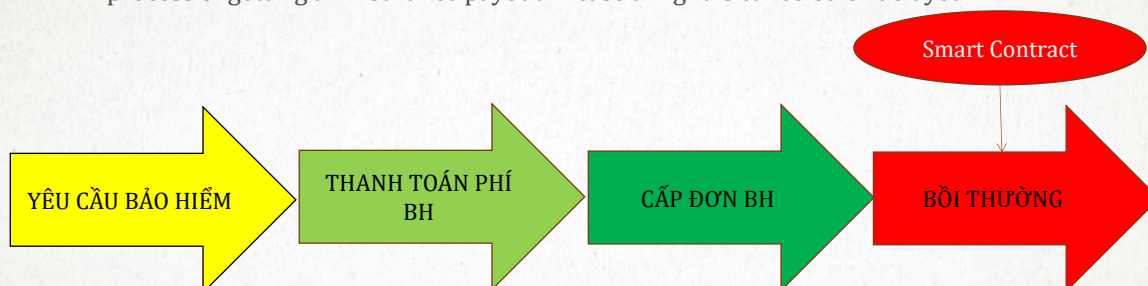 Smart Contract
YÊU CẦU BẢO HIỂM
THANH TOÁN PHÍ
BH
CẤP ĐƠN BH
BỒI THƯỜNG